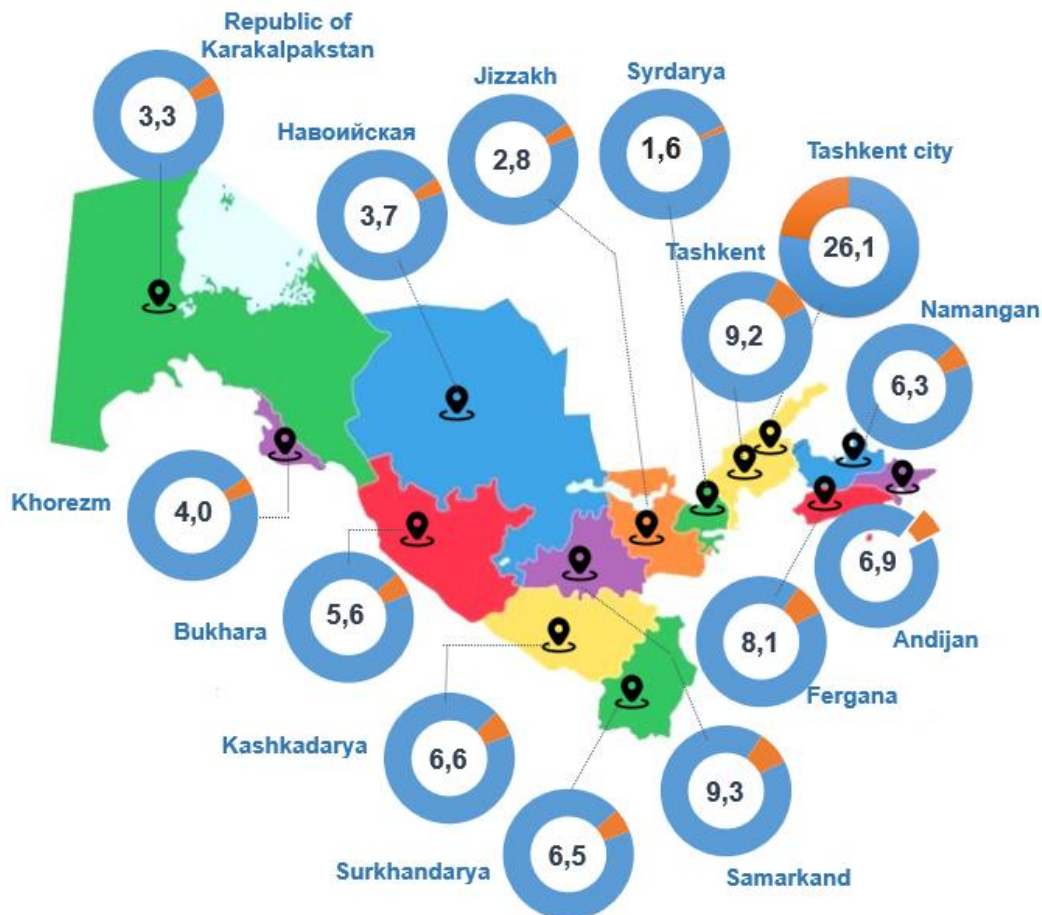 Republic of
Karakalpakstan
3,3
Навоийская
3,7
Jizzakh
2,8
Syrdarya
1,6
Tashkent city
26,1
Tashkent
9,2
Namangan
6,3
Khorezm
4,0
Bukhara
5,6
6,9
Andijan
8,1
Fergana
Kashkadarya
6,6
9,3
Samarkand
Surkhandarya
6,5